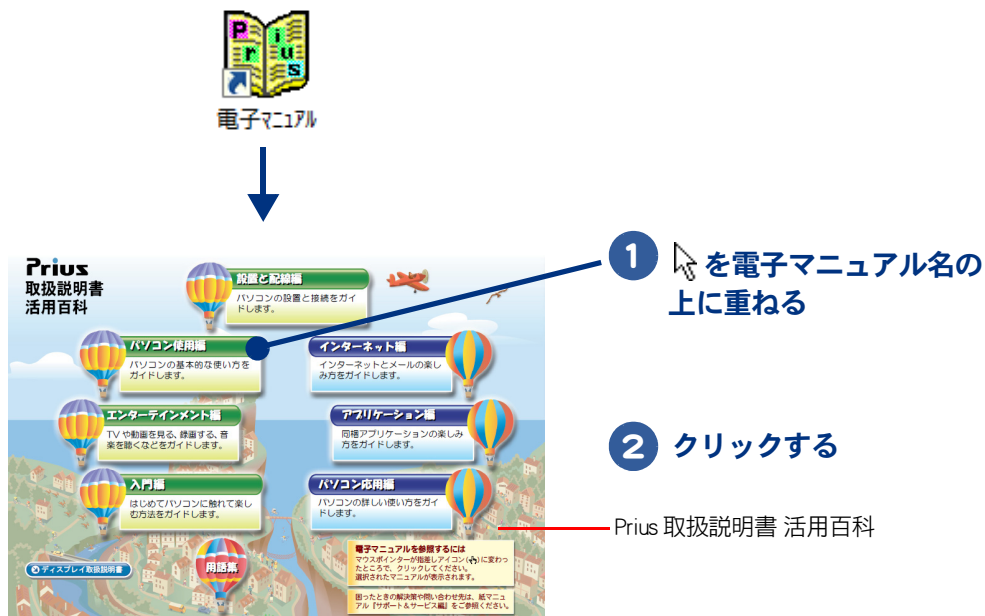 Prius
電子マニュアル
Prius
取扱説明書
活用百科
設置と配線編
パソコンの設置と接続をガイ
ドします。
パソコン使用編
パソコンの基本的な使い方を
ガイドします。
インターネット編
インターネットとメールの楽し
み方をガイドします。
エンターテインメント編
TV や動画を見る、録画する、音
楽を聴くなどをガイドします。
アプリケーション編
同梱アプリケーションの楽しみ
方をガイドします。
入門編
はじめてパソコンに触れて楽し
む方法をガイドします。
パソコン応用編
パソコンの詳しい使い方をガイ
ドします。
用語集
ディスプレイ取扱説明書
電子マニュアルを参照するには
マウスポインターが指差しアイコン( )に変わっ
たところで、クリックしてください。
選択されたマニュアルが表示されます。
困ったときの解決策や問い合わせ先は、紙マニュ
アル『サポート＆サービス編』をご参照ください。
1 を電子マニュアル名の
上に重ねる
2 クリックする
Prius 取扱説明書 活用百科